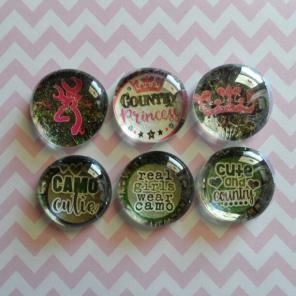 COUNTRY
Princess
CAMO
cutie
real
girls
wear
camo
cute
and
country